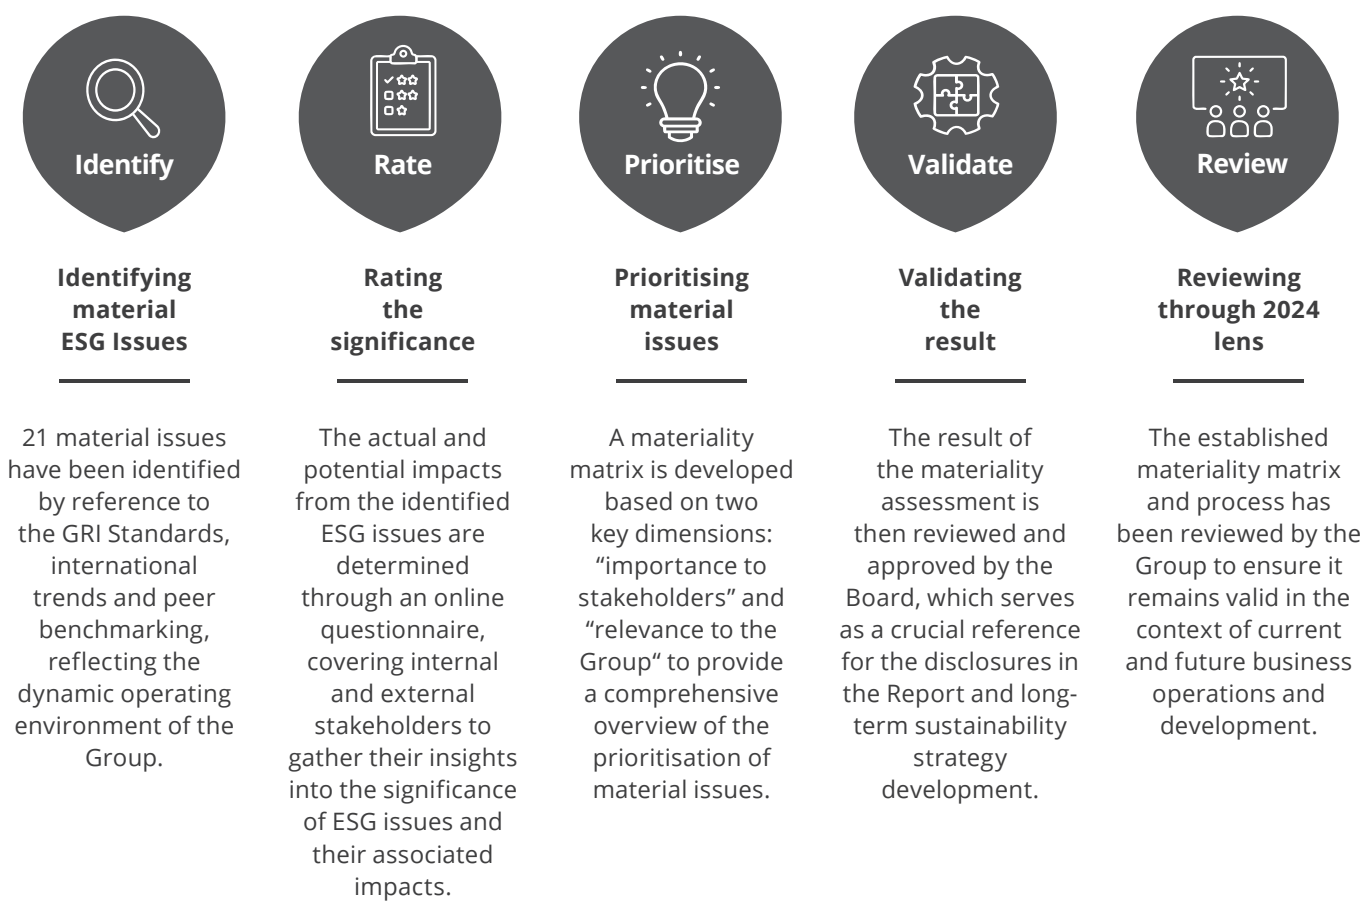 Identify
Identifying
material
ESG Issues
21 material issues
have been identified
by reference to
the GRI Standards,
international
trends and peer
benchmarking,
reflecting the
dynamic operating
environment of the
Group.
Rate
Rating
the
significance
The actual and
potential impacts
from the identified
ESG issues are
determined
through an online
questionnaire,
covering internal
and external
stakeholders to
gather their insights
into the significance
of ESG issues and
their associated
impacts.
Prioritise
Prioritising
material
issues
A materiality
matrix is developed
based on two
key dimensions:
“importance to
stakeholders” and
“relevance to the
Group“ to provide
a comprehensive
overview of the
prioritisation of
material issues.
Validate
Validating
the
result
The result of
the materiality
assessment is
then reviewed and
approved by the
Board, which serves
as a crucial reference
for the disclosures in
the Report and long-
term sustainability
strategy
development.
Review
Reviewing
through 2024
lens
The established
materiality matrix
and process has
been reviewed by the
Group to ensure it
remains valid in the
context of current
and future business
operations and
development.